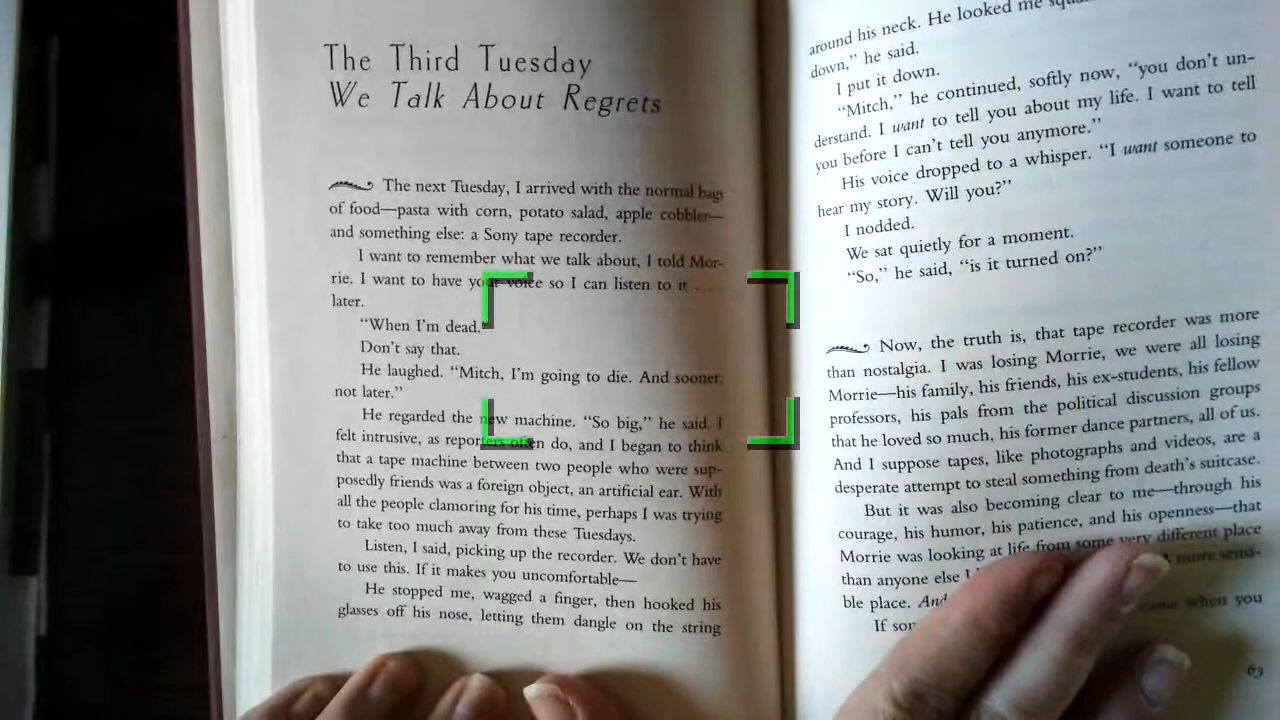 The Third Tuesday
We Talk About Regrets
The next Tuesday, I arrived with the normal bags
of food—pasta with corn, potato salad, apple cobbler—
and something else: a Sony tape recorder.
I want to remember what we talk about, I told Mor-
rie. I want to have your voice so I can listen to it . . .
later.
“When I'm dead.”
Don't say that.
He laughed. “Mitch, I'm going to die. And sooner,
not later.”
He regarded the new machine. “So big,” he said. I
felt intrusive, as reporters often do, and I began to think
that a tape machine between two people who were sup-
posedly friends was a foreign object, an artificial ear. With
all the people clamoring for his time, perhaps I was trying
to take too much away from these Tuesdays.
Listen, I said, picking up the recorder. We don't have
to use this. If it makes you uncomfortable—
He stopped me, wagged a finger, then hooked his
glasses off his nose, letting them dangle on the string
around his neck. He looked me
down,” he said.
I put it down.
“Mitch,” he continued, softly now, “you don't un-
derstand. I want to tell you about my life. I want to tell
you before I can't tell you anymore.”
His voice dropped to a whisper. “I want someone to
hear my story. Will you?”
I nodded.
We sat quietly for a moment.
“So,” he said, “is it turned on?”
Now, the truth is, that tape recorder was more
than nostalgia. I was losing Morrie, we were all losing
Morrie—his family, his friends, his ex-students, his fellow
professors, his pals from the political discussion groups
that he loved so much, his former dance partners, all of us.
And I suppose tapes, like photographs and videos, are a
desperate attempt to steal something from death's suitcase.
But it was also becoming clear to me—through his
courage, his humor, his patience, and his openness—that
Morrie was looking at life from some very different place
than anyone else I more sensi-
ble place. And
If when you
63